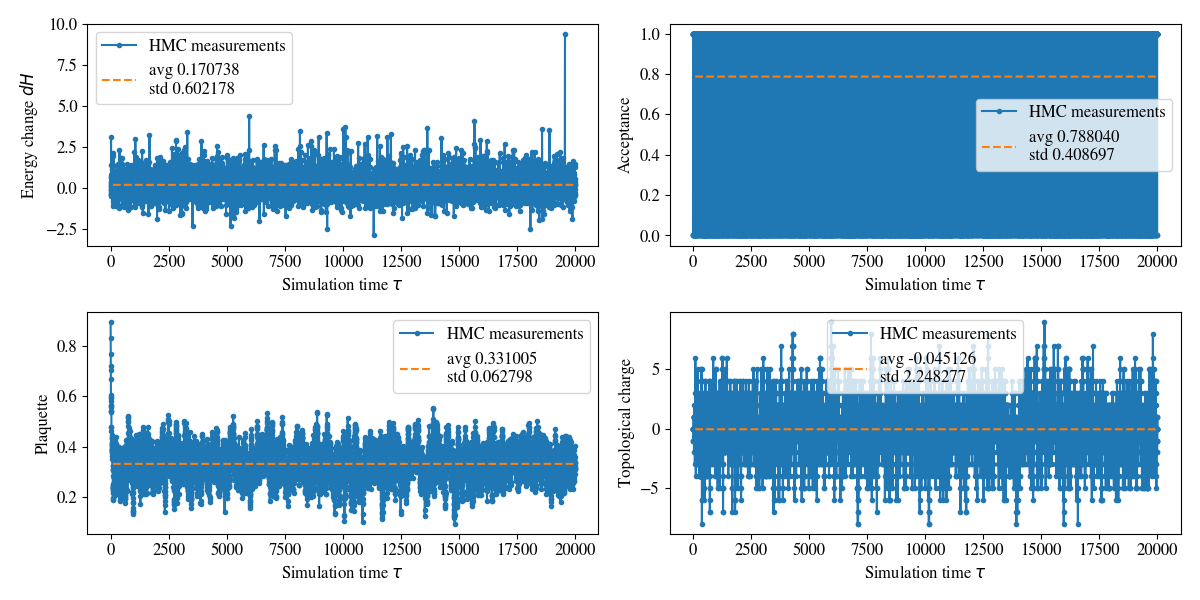 Energy change dH
10.0
7.5
5.0
2.5
0.0
−2.5
HMC measurements
avg 0.170738
std 0.602178
0 2500 5000 7500 10000 12500 15000 17500 20000
Simulation time τ
Acceptance
1.0
0.8
0.6
0.4
0.2
0.0
HMC measurements
avg 0.788040
std 0.408697
0 2500 5000 7500 10000 12500 15000 17500 20000
Simulation time τ
Plaquette
0.8
0.6
0.4
0.2
HMC measurements
avg 0.331005
std 0.062798
0 2500 5000 7500 10000 12500 15000 17500 20000
Simulation time τ
Topological charge
5
0
−5
HMC measurements
avg -0.045126
std 2.248277
0 2500 5000 7500 10000 12500 15000 17500 20000
Simulation time τ